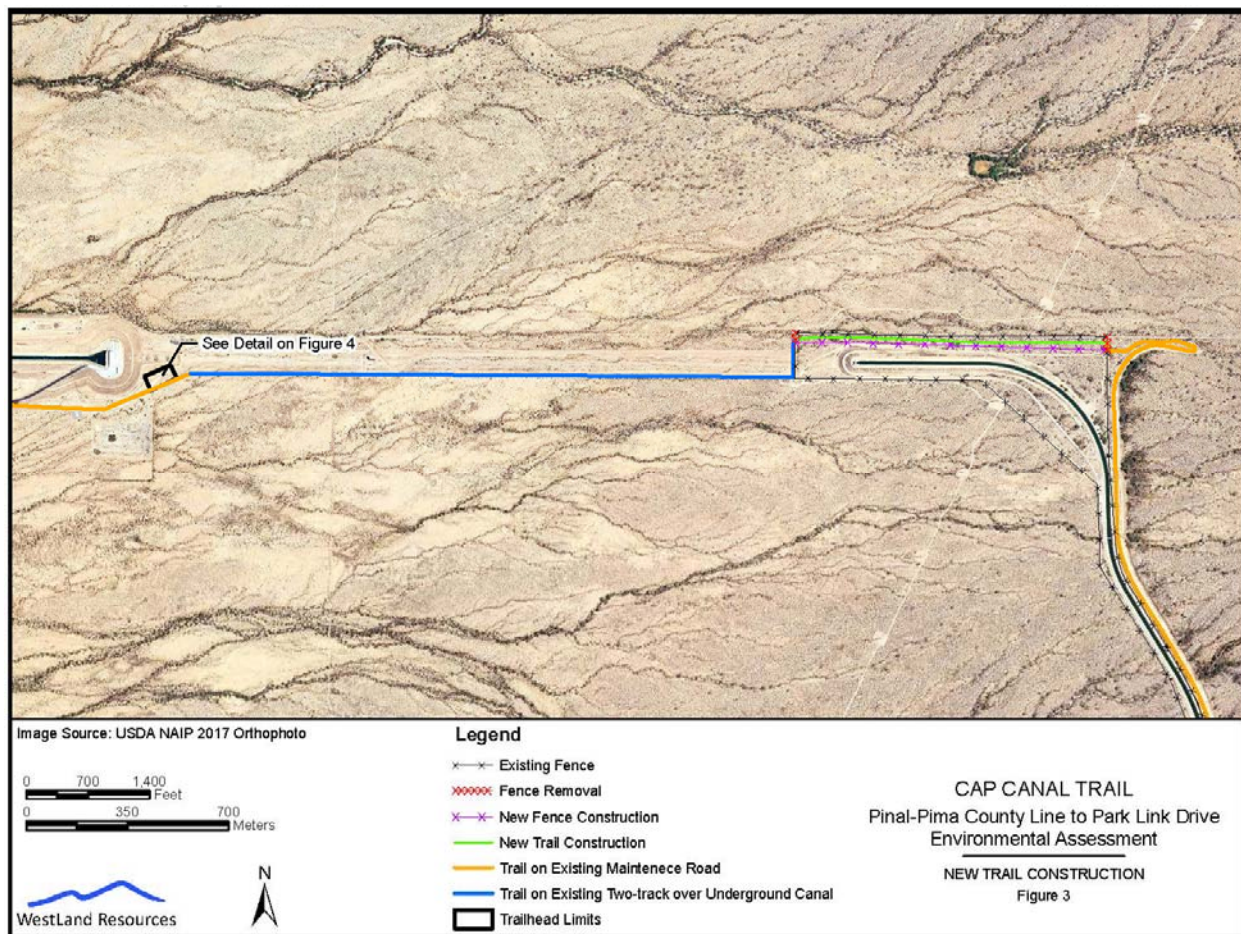 See Detail on Figure 4
Image Source: USDA NAIP 2017 Orthophoto
0 700 1,400
Feet
0 350 700
Meters
WestLand Resources
N
Legend
Existing Fence
Fence Removal
New Fence Construction
New Trail Construction
Trail on Existing Maintenece Road
Trail on Existing Two-track over Underground Canal
Trailhead Limits
CAP CANAL TRAIL
Pinal-Pima County Line to Park Link Drive
Environmental Assessment
NEW TRAIL CONSTRUCTION
Figure 3